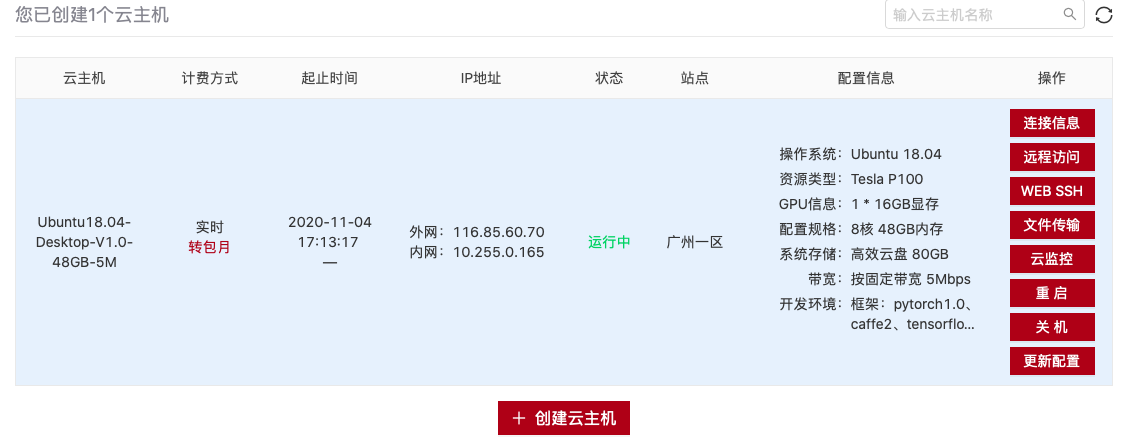 您已创建1个云主机
输入云主机名称
云主机 计费方式 起止时间 IP地址 状态 站点 配置信息 操作
Ubuntu18.04-
Desktop-V1.0-
48GB-5M
实时
转包月
2020-11-04
17:13:17
—
外网：116.85.60.70
内网：10.255.0.165
运行中
广州一区
操作系统：Ubuntu 18.04
资源类型：Tesla P100
GPU信息：1 * 16GB显存
配置规格：8核 48GB内存
系统存储：高效云盘 80GB
带宽：按固定带宽 5Mbps
开发环境：框架：pytorch1.0、
caffe2、tensorflo...
连接信息
远程访问
WEB SSH
文件传输
云监控
重 启
关 机
更新配置
＋ 创建云主机